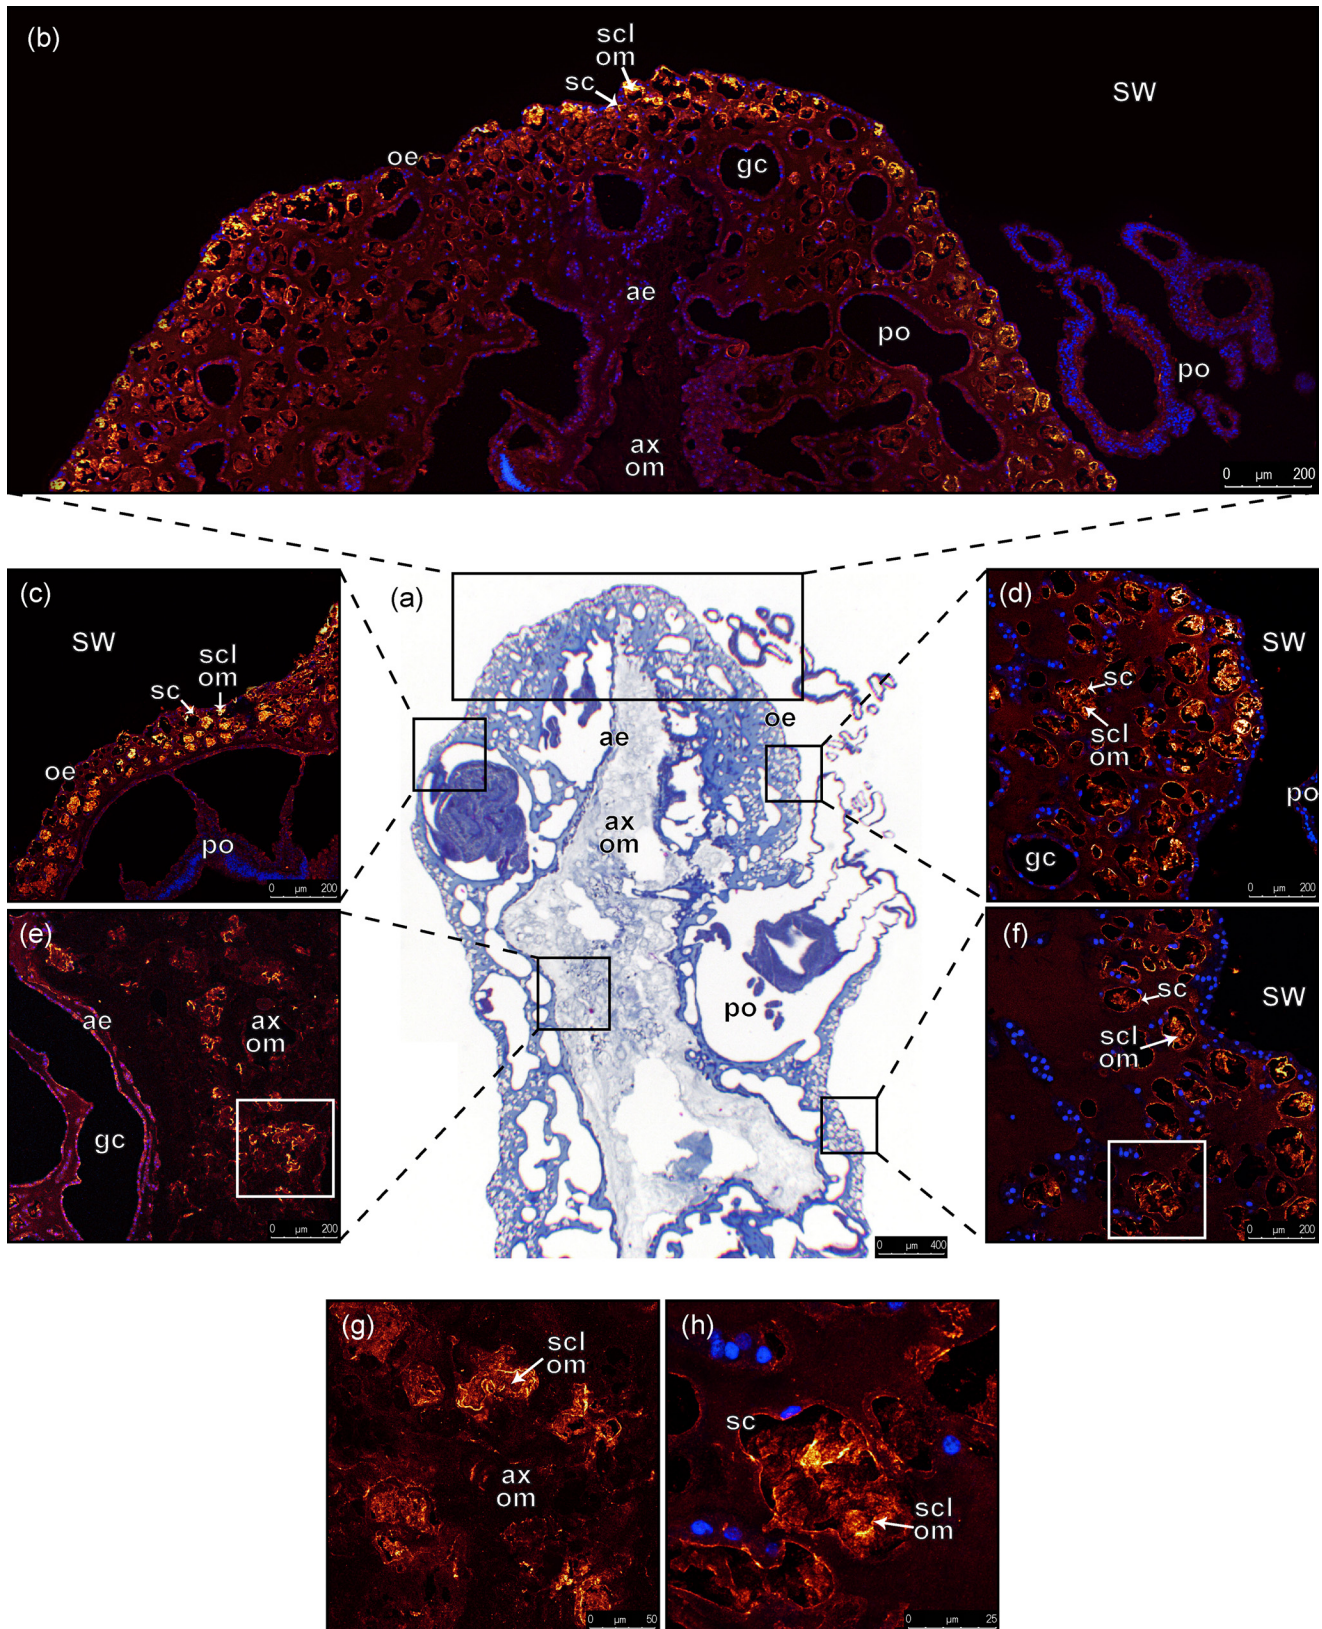 (b)
scl
om
sc
SW
oe
gc
ae
po
po
ax
om
0 µm 200
(c)
SW
scl
om
sc
oe
po
0 µm 200
(a)
oe
ae
ax
om
po
0 µm 400
(d)
SW
sc
scl
om
po
gc
0 µm 200
(e)
ae
ax
om
gc
0 µm 200
(f)
sc
SW
scl
om
0 µm 200
(g)
scl
om
ax
om
0 µm 50
(h)
sc
scl
om
0 µm 25